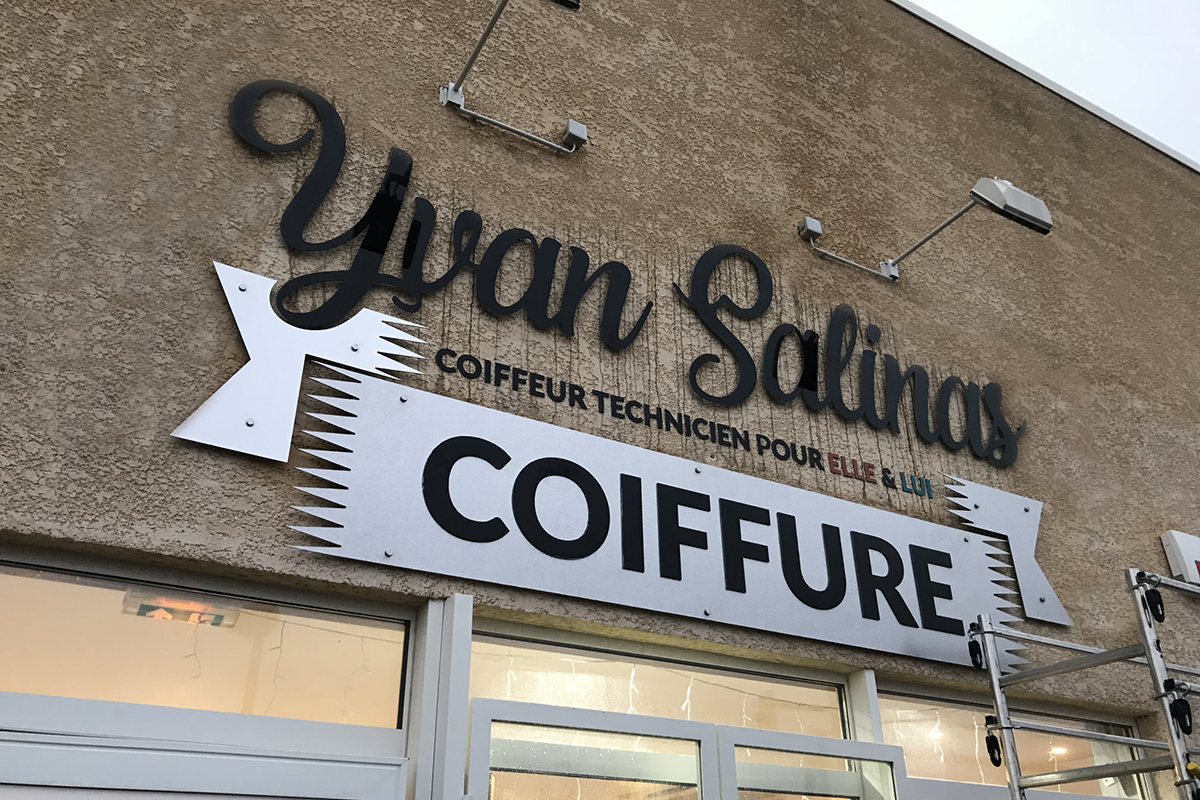 Yvan Salinas
COIFFEUR TECHNICIEN POUR ELLE & LUI
COIFFURE